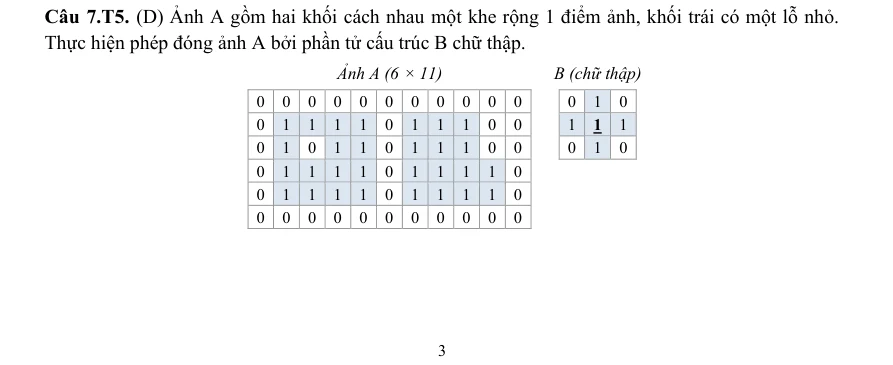 Câu 7.T5. (D) Ảnh A gồm hai khối cách nhau một khe rộng 1 điểm ảnh, khối trái có một lỗ nhỏ.
Thực hiện phép đóng ảnh A bởi phần tử cấu trúc B chữ thập.
Ảnh A (6 × 11)
0 0 0 0 0 0 0 0 0 0 0
0 1 1 1 1 0 1 1 1 0 0
0 1 0 1 1 0 1 1 1 0 0
0 1 1 1 1 0 1 1 1 1 0
0 1 1 1 1 0 1 1 1 1 0
0 0 0 0 0 0 0 0 0 0 0
B (chữ thập)
0 1 0
1 1 1
0 1 0
3